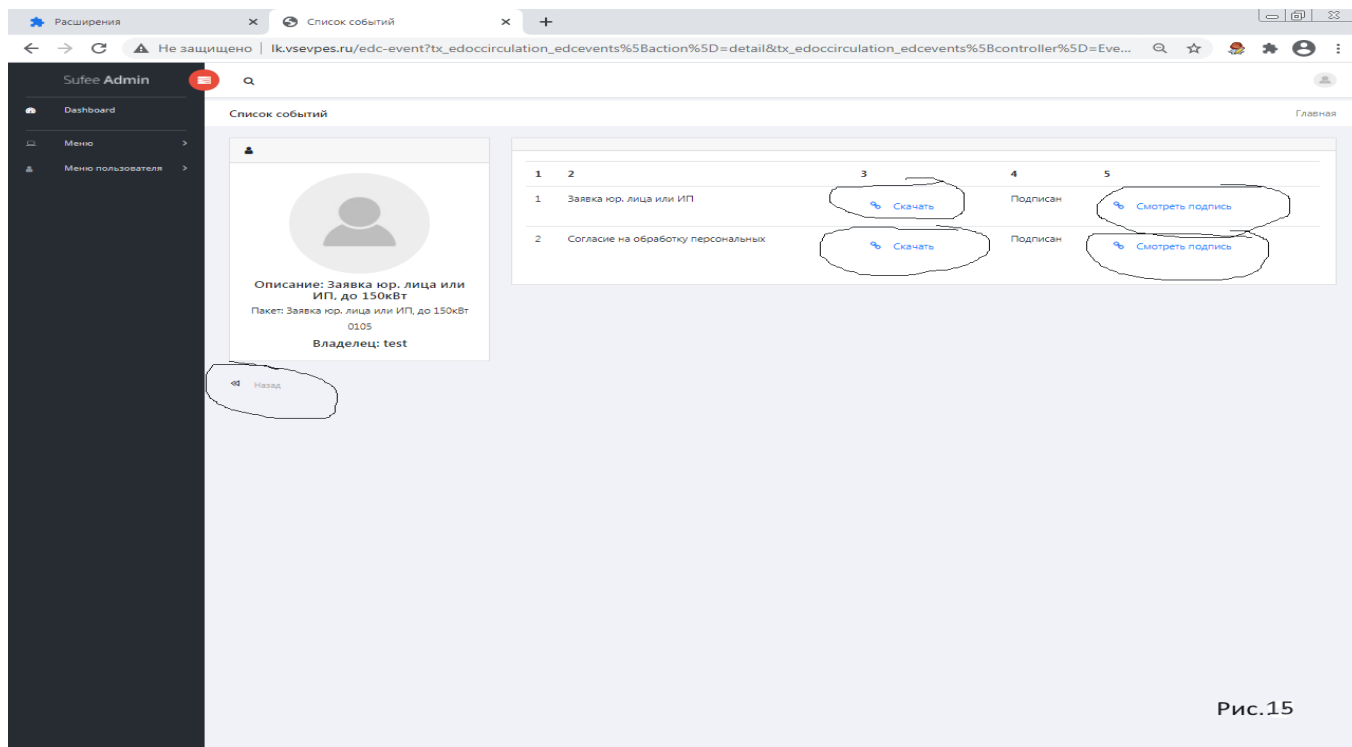 Расширения
Список событий
Не защищено | lk.vsevpes.ru/edc-event?tx_edoccirculation_edcevents%5Baction%5D=detail&tx_edoccirculation_edcevents%5Bcontroller%5D=Eve...
Sufee Admin
Dashboard
Список событий
Главная
Меню
Меню пользователя
1 2 3 4 5
1 Заявка юр. лица или ИП Скачать Подписан Смотреть подпись
2 Согласие на обработку персональных Скачать Подписан Смотреть подпись
Описание: Заявка юр. лица или
ИП, до 150кВт
Пакет: Заявка юр. лица или ИП, до 150кВт
0105
Владелец: test
Назад
Рис.15